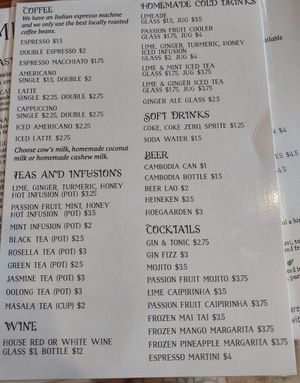 COFFEE
We have an Italian espresso machine
and we only use the best locally roasted
coffee beans.
ESPRESSO $1.5
DOUBLE ESPRESSO $2
ESPRESSO MACCHIATO $1.75
AMERICANO
SINGLE $1.5, DOUBLE $2
LATTE
SINGLE $2.25, DOUBLE $2.75
CAPPUCCINO
SINGLE $2.25, DOUBLE $2.75
ICED AMERICANO $2.25
ICED LATTE $2.75
Choose cow's milk, homemade coconut
milk or homemade cashew milk.
TEAS AND INFUSIONS
LIME, GINGER, TURMERIC, HONEY
HOT INFUSION (POT) $3.25
PASSION FRUIT, MINT, HONEY
HOT INFUSION (POT) $3.5
MINT INFUSION (POT) $2
BLACK TEA (POT) $2.5
ROSELLA TEA (POT) $3
GREEN TEA (POT) $2.5
JASMINE TEA (POT) $3
OOLONG TEA (POT) $3
MASALA TEA (CUP) $2
WINE
HOUSE RED OR WHITE WINE
GLASS $3, BOTTLE $12
HOMEMADE COLD DRINKS
LIMEADE
GLASS $1.5, JUG $3.5
PASSION FRUIT COOLER
GLASS $1.75, JUG $4
LIME, GINGER, TURMERIC, HONEY
ICED INFUSION
GLASS $2, JUG $4
LIME & MINT ICED TEA
GLASS $1.75, JUG $3.75
LIME & GINGER ICED TEA
GLASS $1.75, JUG $3.75
GINGER ALE GLASS $2.5
SOFT DRINKS
COKE, COKE ZERO, SPRITE $1.25
SODA WATER $1.5
BEER
CAMBODIA CAN $1
CAMBODIA BOTTLE $1.5
BEER LAO $2
HEINEKEN $2.5
HOEGAARDEN $3
COCKTAILS
GIN & TONIC $2.75
GIN FIZZ $3
MOJITO $3.5
PASSION FRUIT MOJITO $3.75
LIME CAIPIRINHA $3.5
PASSION FRUIT CAIPIRINHA $3.75
FROZEN MAI TAI $3.5
FROZEN MANGO MARGARITA $3.75
FROZEN PINEAPPLE MARGARITA $3.75
ESPRESSO MARTINI $4